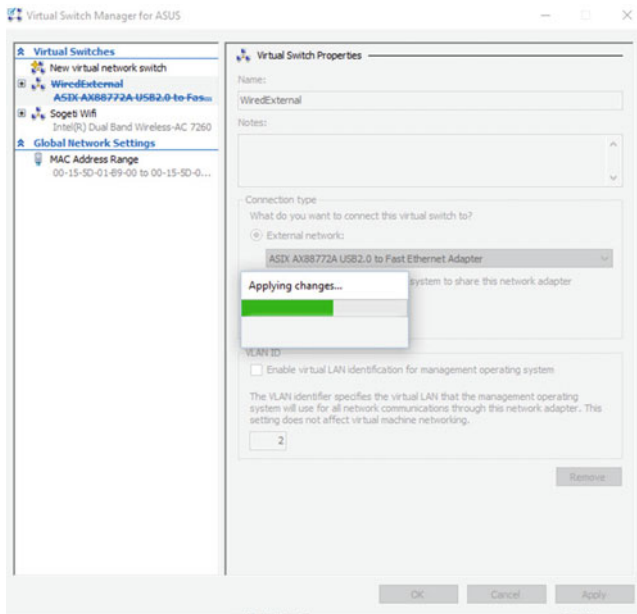 Virtual Switch Manager for ASUS
Virtual Switches
New virtual network switch
WiredExternal
ASIX AX88772A USB2.0 to Fas...
Sogeti Wifi
Intel(R) Dual Band Wireless-AC 7260
Global Network Settings
MAC Address Range
00-15-5D-01-B9-00 to 00-15-5D-0...
Virtual Switch Properties
Name:
WiredExternal
Notes:
Connection type
What do you want to connect this virtual switch to?
External network:
ASIX AX88772A USB2.0 to Fast Ethernet Adapter
system to share this network adapter
Applying changes...
VLAN ID
Enable virtual LAN identification for management operating system
The VLAN identifier specifies the virtual LAN that the management operating
system will use for all network communications through this network adapter. This
setting does not affect virtual machine networking.
2
Remove
OK Cancel Apply